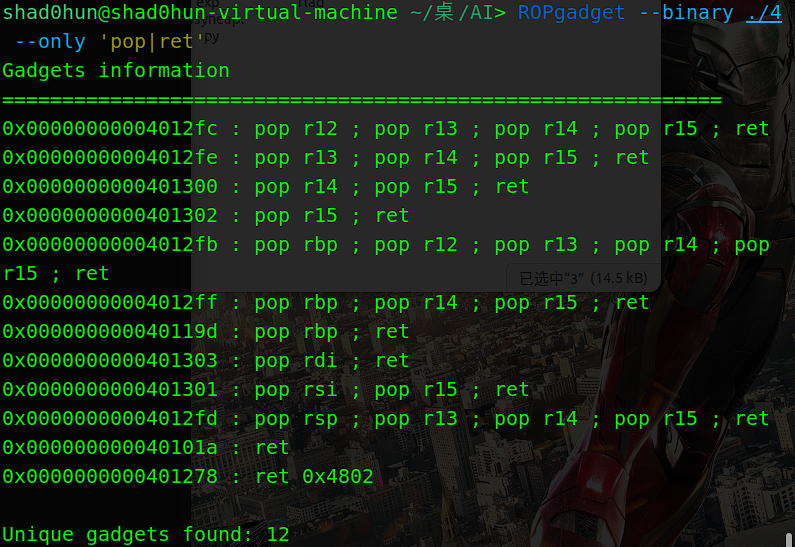 shad0hun@shad0hun-virtual-machine ~/桌/AI> ROPgadget --binary ./4
--only 'pop|ret'
Gadgets information
============================================================
0x00000000004012fc : pop r12 ; pop r13 ; pop r14 ; pop r15 ; ret
0x00000000004012fe : pop r13 ; pop r14 ; pop r15 ; ret
0x0000000000401300 : pop r14 ; pop r15 ; ret
0x0000000000401302 : pop r15 ; ret
0x00000000004012fb : pop rbp ; pop r12 ; pop r13 ; pop r14 ; pop
r15 ; ret
0x00000000004012ff : pop rbp ; pop r14 ; pop r15 ; ret
0x000000000040119d : pop rbp ; ret
0x0000000000401303 : pop rdi ; ret
0x0000000000401301 : pop rsi ; pop r15 ; ret
0x00000000004012fd : pop rsp ; pop r13 ; pop r14 ; pop r15 ; ret
0x000000000040101a : ret
0x0000000000401278 : ret 0x4802
Unique gadgets found: 12
exp
flag
.py
已选中"3" (14.5 kB)